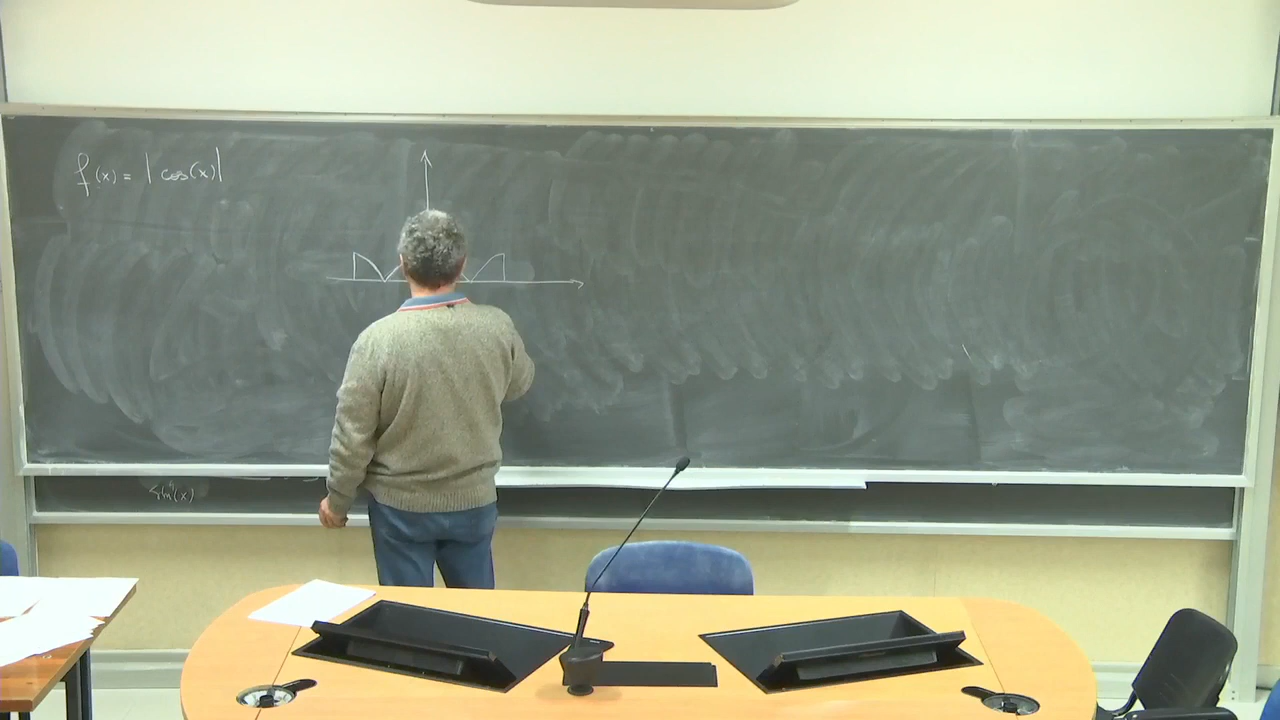 f(x) = |cos(x)|
sin(x)